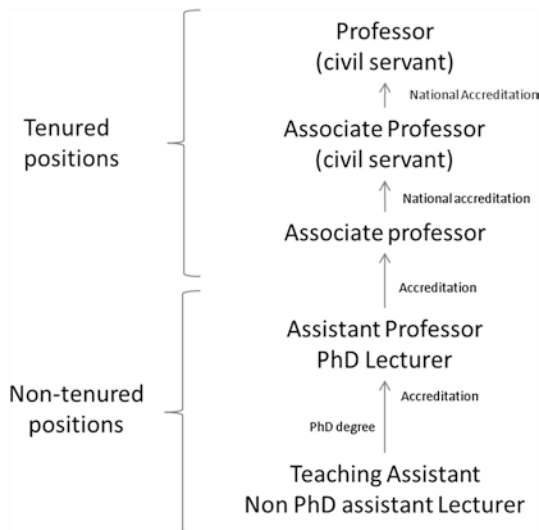 Professor
(civil servant)
National Accreditation
Tenured
positions
Associate Professor
(civil servant)
National accreditation
Associate professor
Accreditation
Assistant Professor
PhD Lecturer
Non-tenured
positions
Accreditation
PhD degree
Teaching Assistant
Non PhD assistant Lecturer